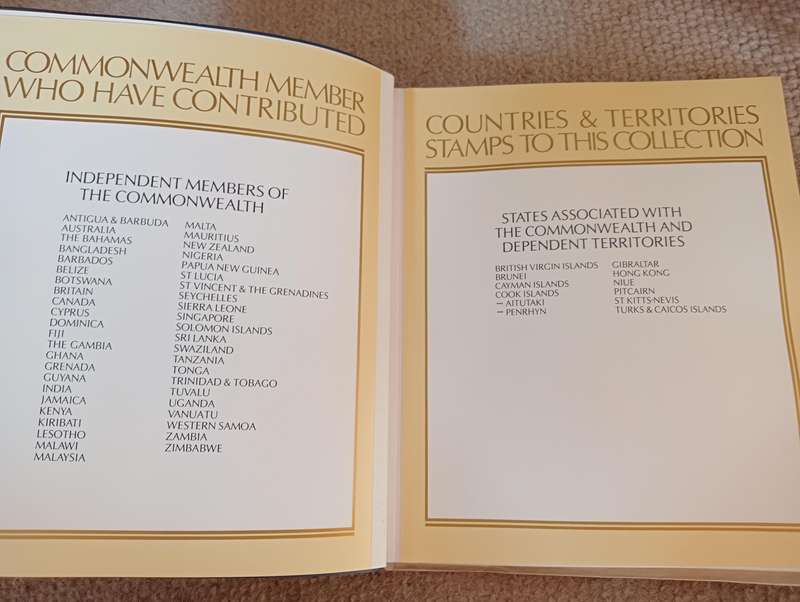 COMMONWEALTH MEMBER
WHO HAVE CONTRIBUTED
INDEPENDENT MEMBERS OF
THE COMMONWEALTH
ANTIGUA & BARBUDA
AUSTRALIA
THE BAHAMAS
BANGLADESH
BARBADOS
BELIZE
BOTSWANA
BRITAIN
CANADA
CYPRUS
DOMINICA
FIJI
THE GAMBIA
GHANA
GRENADA
GUYANA
INDIA
JAMAICA
KENYA
KIRIBATI
LESOTHO
MALAWI
MALAYSIA
MALTA
MAURITIUS
NEW ZEALAND
NIGERIA
PAPUA NEW GUINEA
ST LUCIA
ST VINCENT & THE GRENADINES
SEYCHELLES
SIERRA LEONE
SINGAPORE
SOLOMON ISLANDS
SRI LANKA
SWAZILAND
TANZANIA
TONGA
TRINIDAD & TOBAGO
TUVALU
UGANDA
VANUATU
WESTERN SAMOA
ZAMBIA
ZIMBABWE
COUNTRIES & TERRITORIES
STAMPS TO THIS COLLECTION
STATES ASSOCIATED WITH
THE COMMONWEALTH AND
DEPENDENT TERRITORIES
BRITISH VIRGIN ISLANDS
BRUNEI
CAYMAN ISLANDS
COOK ISLANDS
– AITUTAKI
– PENRHYN
GIBRALTAR
HONG KONG
NIUE
PITCAIRN
ST KITTS-NEVIS
TURKS & CAICOS ISLANDS